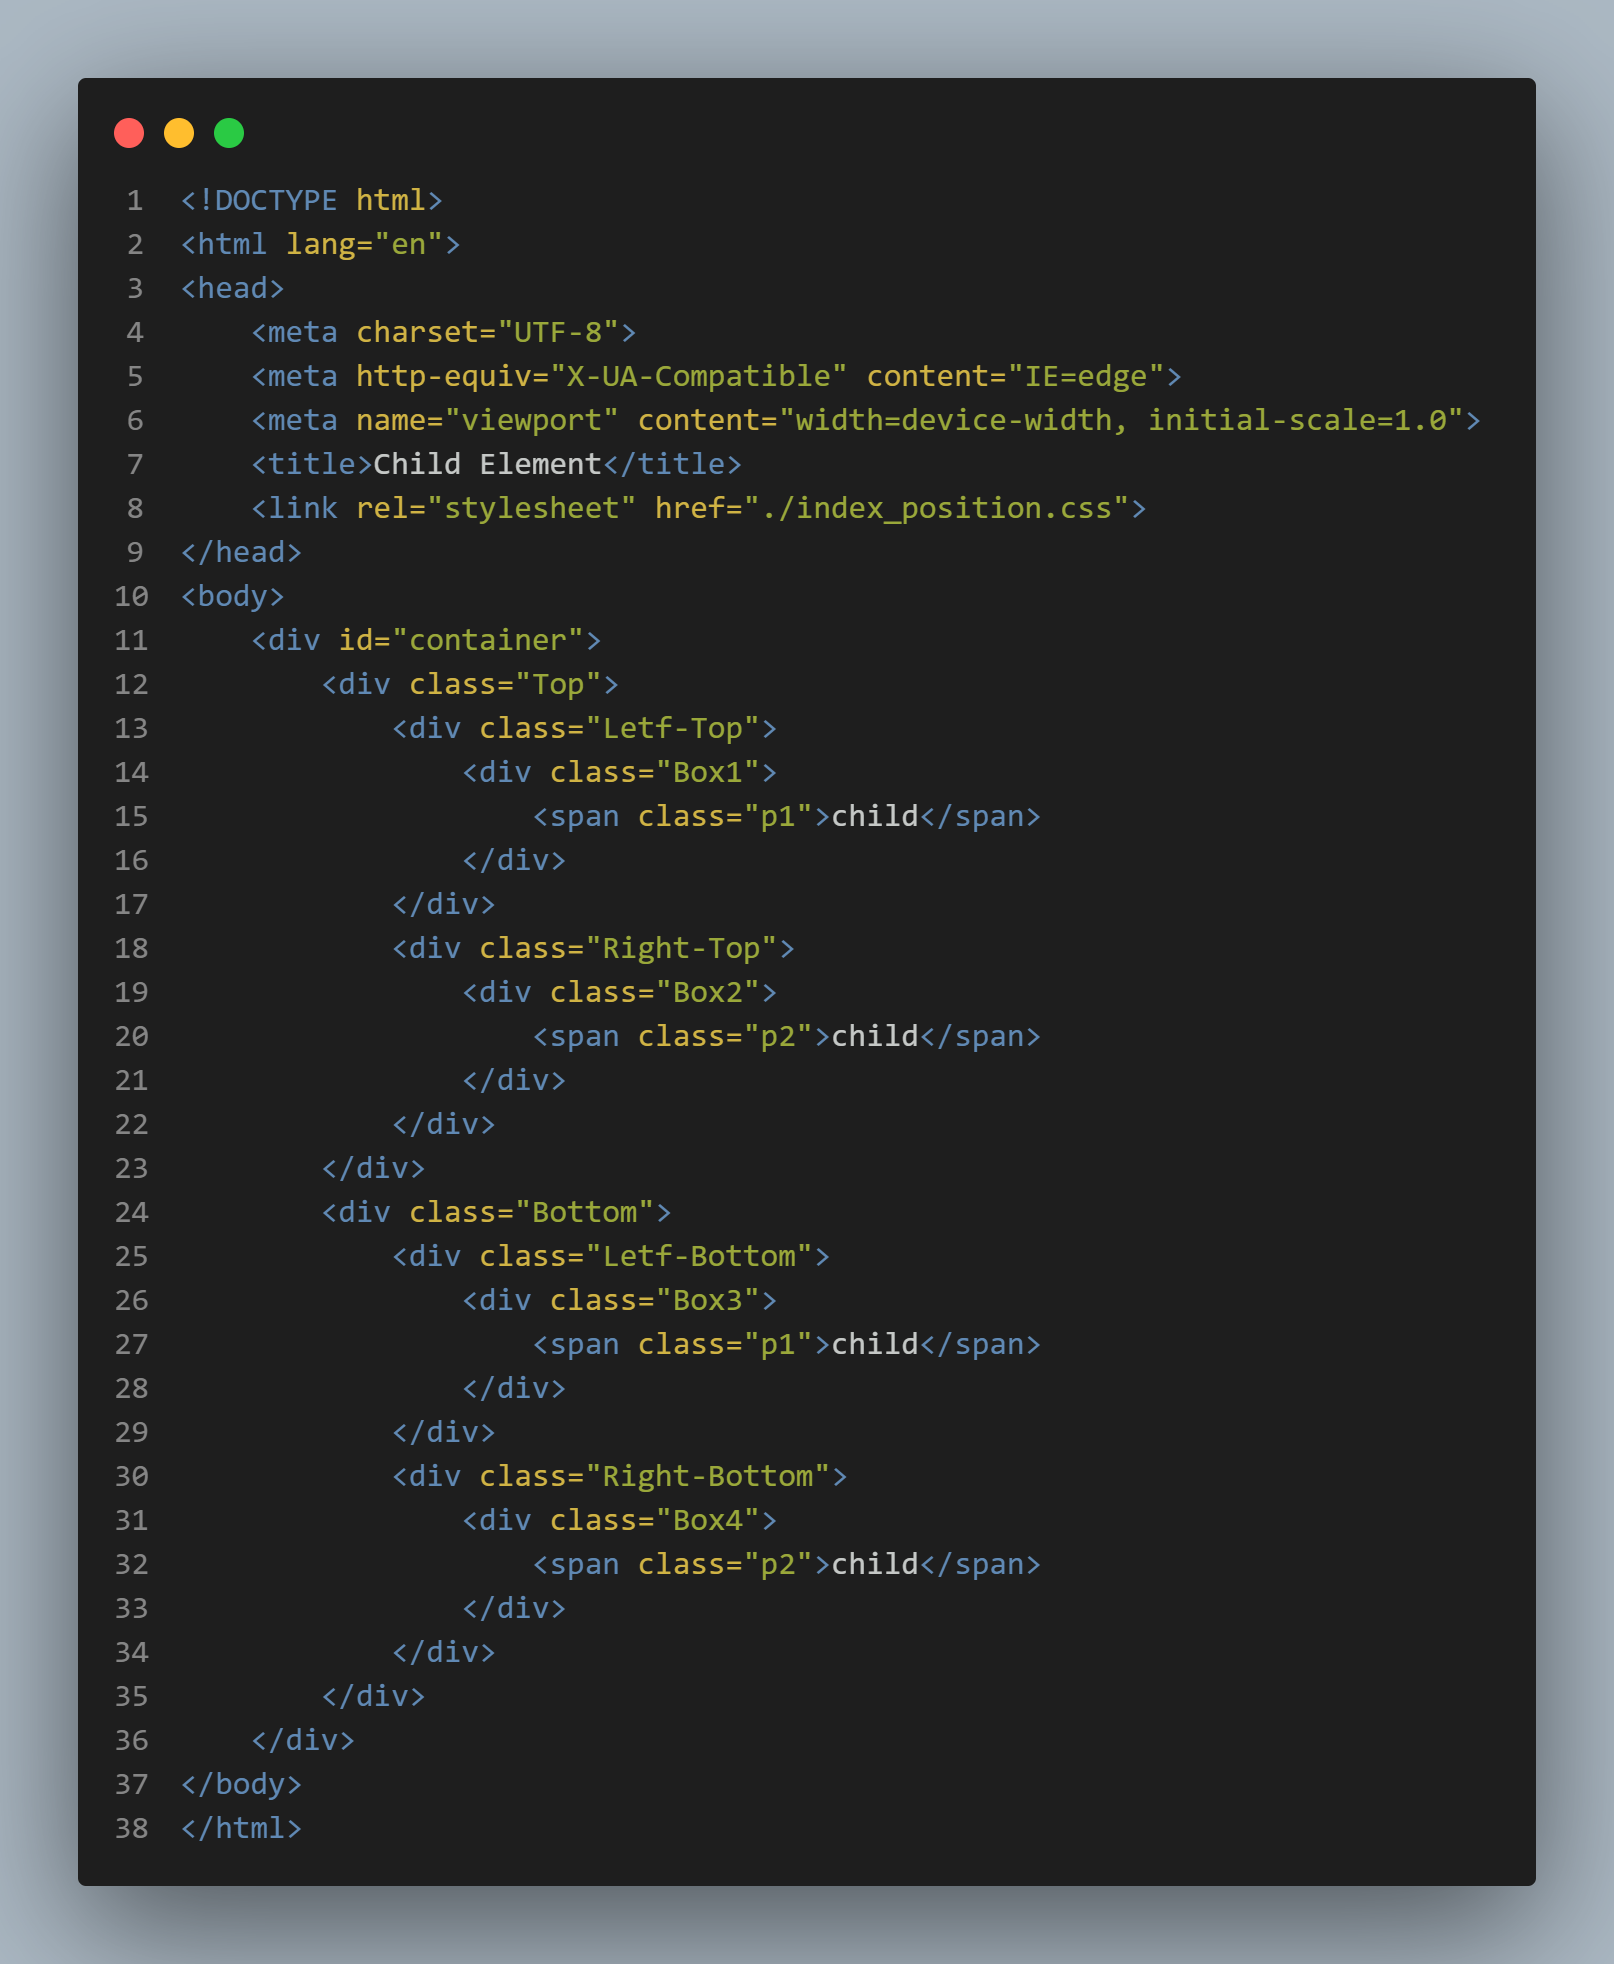 1 <!DOCTYPE html>
2 <html lang="en">
3 <head>
4     <meta charset="UTF-8">
5     <meta http-equiv="X-UA-Compatible" content="IE=edge">
6     <meta name="viewport" content="width=device-width, initial-scale=1.0">
7     <title>Child Element</title>
8     <link rel="stylesheet" href="./index_position.css">
9 </head>
10 <body>
11     <div id="container">
12         <div class="Top">
13             <div class="Letf-Top">
14                 <div class="Box1">
15                     <span class="p1">child</span>
16                 </div>
17             </div>
18             <div class="Right-Top">
19                 <div class="Box2">
20                     <span class="p2">child</span>
21                 </div>
22             </div>
23         </div>
24         <div class="Bottom">
25             <div class="Letf-Bottom">
26                 <div class="Box3">
27                     <span class="p1">child</span>
28                 </div>
29             </div>
30             <div class="Right-Bottom">
31                 <div class="Box4">
32                     <span class="p2">child</span>
33                 </div>
34             </div>
35         </div>
36     </div>
37 </body>
38 </html>